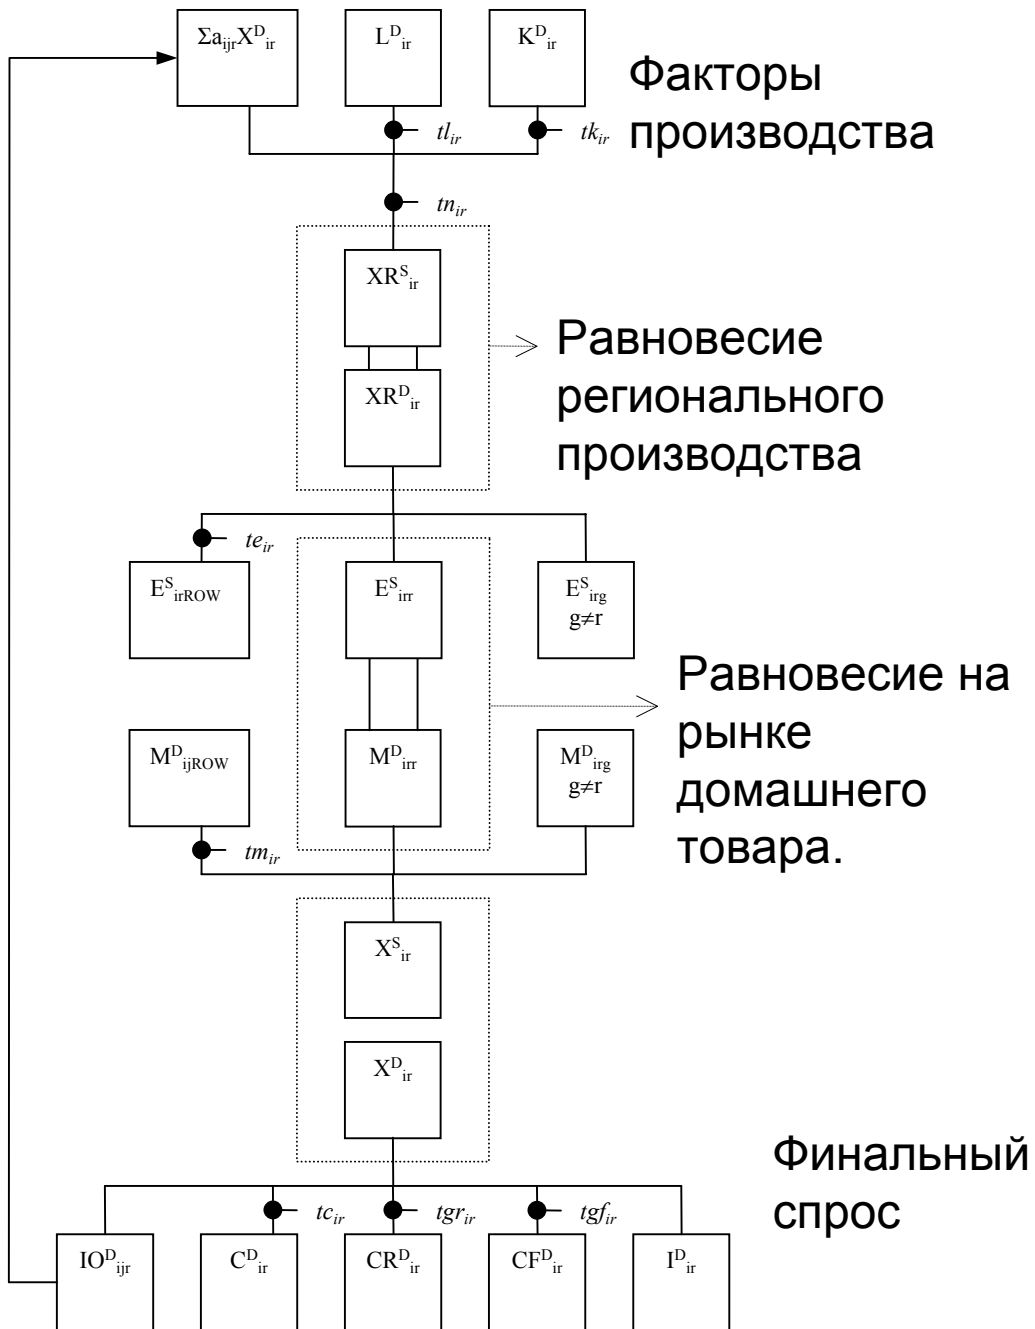 Σa_ijr X^D_ir
L^D_ir
K^D_ir
Факторы
производства
tl_ir
tk_ir
tn_ir
XR^S_ir
XR^D_ir
Равновесие
регионального
производства
te_ir
E^S_irROW
E^S_irr
E^S_irg
g≠r
Равновесие на
рынке
домашнего
товара.
M^D_ijROW
M^D_irr
M^D_irg
g≠r
tm_ir
X^S_ir
X^D_ir
Финальный
спрос
tc_ir
tgr_ir
tgf_ir
IO^D_ijr
C^D_ir
CR^D_ir
CF^D_ir
I^D_ir